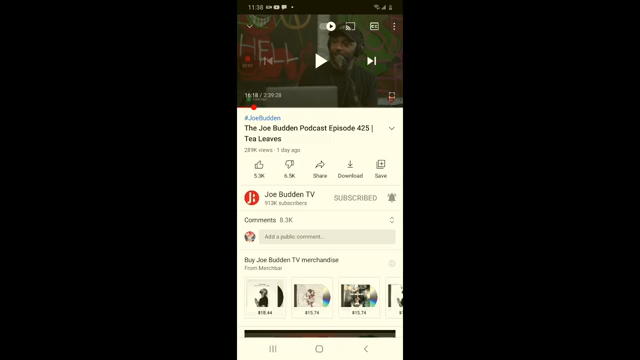 11:38
HELL
16:18 / 2:39:28
#JoeBudden
The Joe Budden Podcast Episode 425 |
Tea Leaves
289K views · 1 day ago
5.3K
6.5K
Share
Download
Save
Joe Budden TV
913K subscribers
SUBSCRIBED
Comments 8.3K
Add a public comment...
Buy Joe Budden TV merchandise
From Merchbar
$18.44
$15.74
$15.74